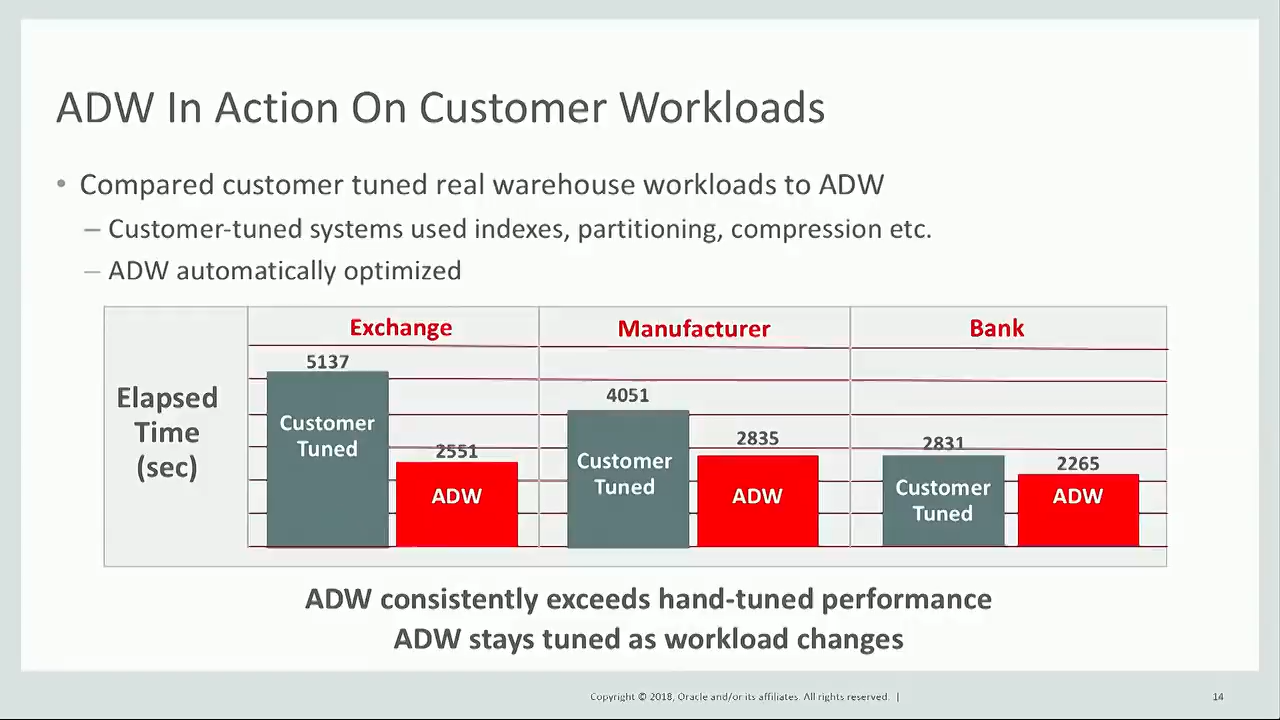 ADW In Action On Customer Workloads
• Compared customer tuned real warehouse workloads to ADW
– Customer-tuned systems used indexes, partitioning, compression etc.
– ADW automatically optimized
Elapsed
Time
(sec)
Exchange
5137
Customer
Tuned
2551
ADW
Manufacturer
4051
Customer
Tuned
2835
ADW
Bank
2831
Customer
Tuned
2265
ADW
ADW consistently exceeds hand-tuned performance
ADW stays tuned as workload changes
Copyright © 2018, Oracle and/or its affiliates. All rights reserved. |
14